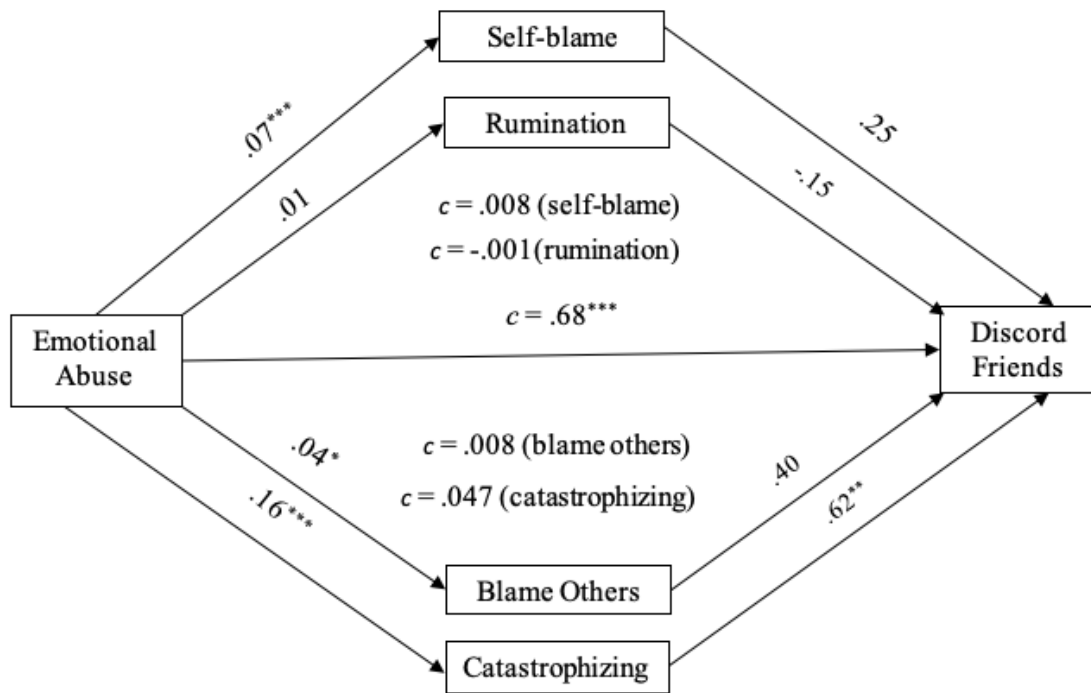 Self-blame
.07***
.25
Rumination
.01
-.15
c = .008 (self-blame)
c = -.001(rumination)
c = .68***
Emotional
Abuse
Discord
Friends
.04*
c = .008 (blame others)
.40
.16***
c = .047 (catastrophizing)
.62**
Blame Others
Catastrophizing